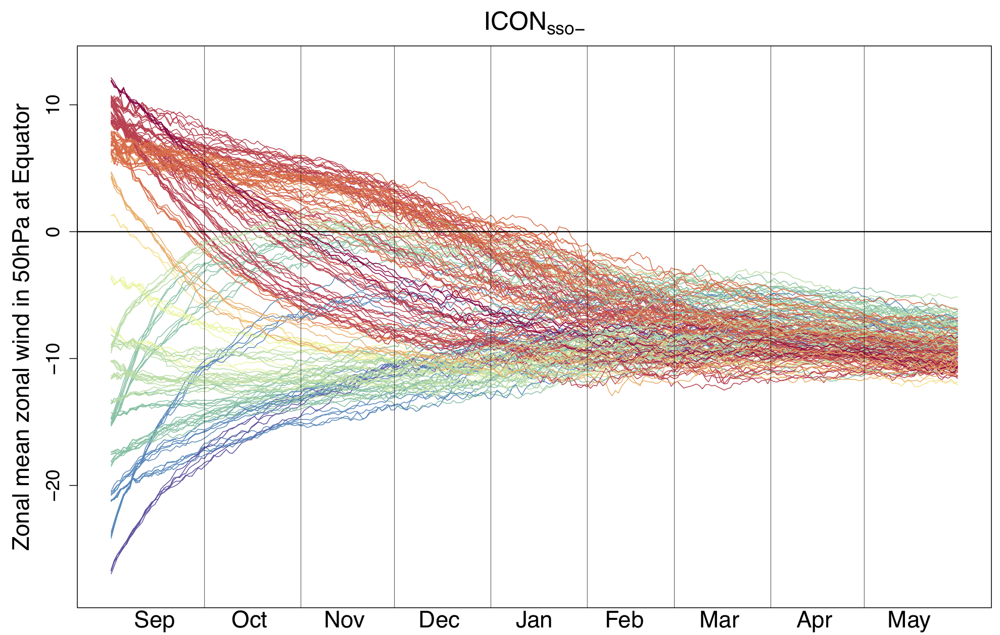 ICONsso−
Zonal mean zonal wind in 50hPa at Equator
10
0
−10
−20
Sep Oct Nov Dec Jan Feb Mar Apr May